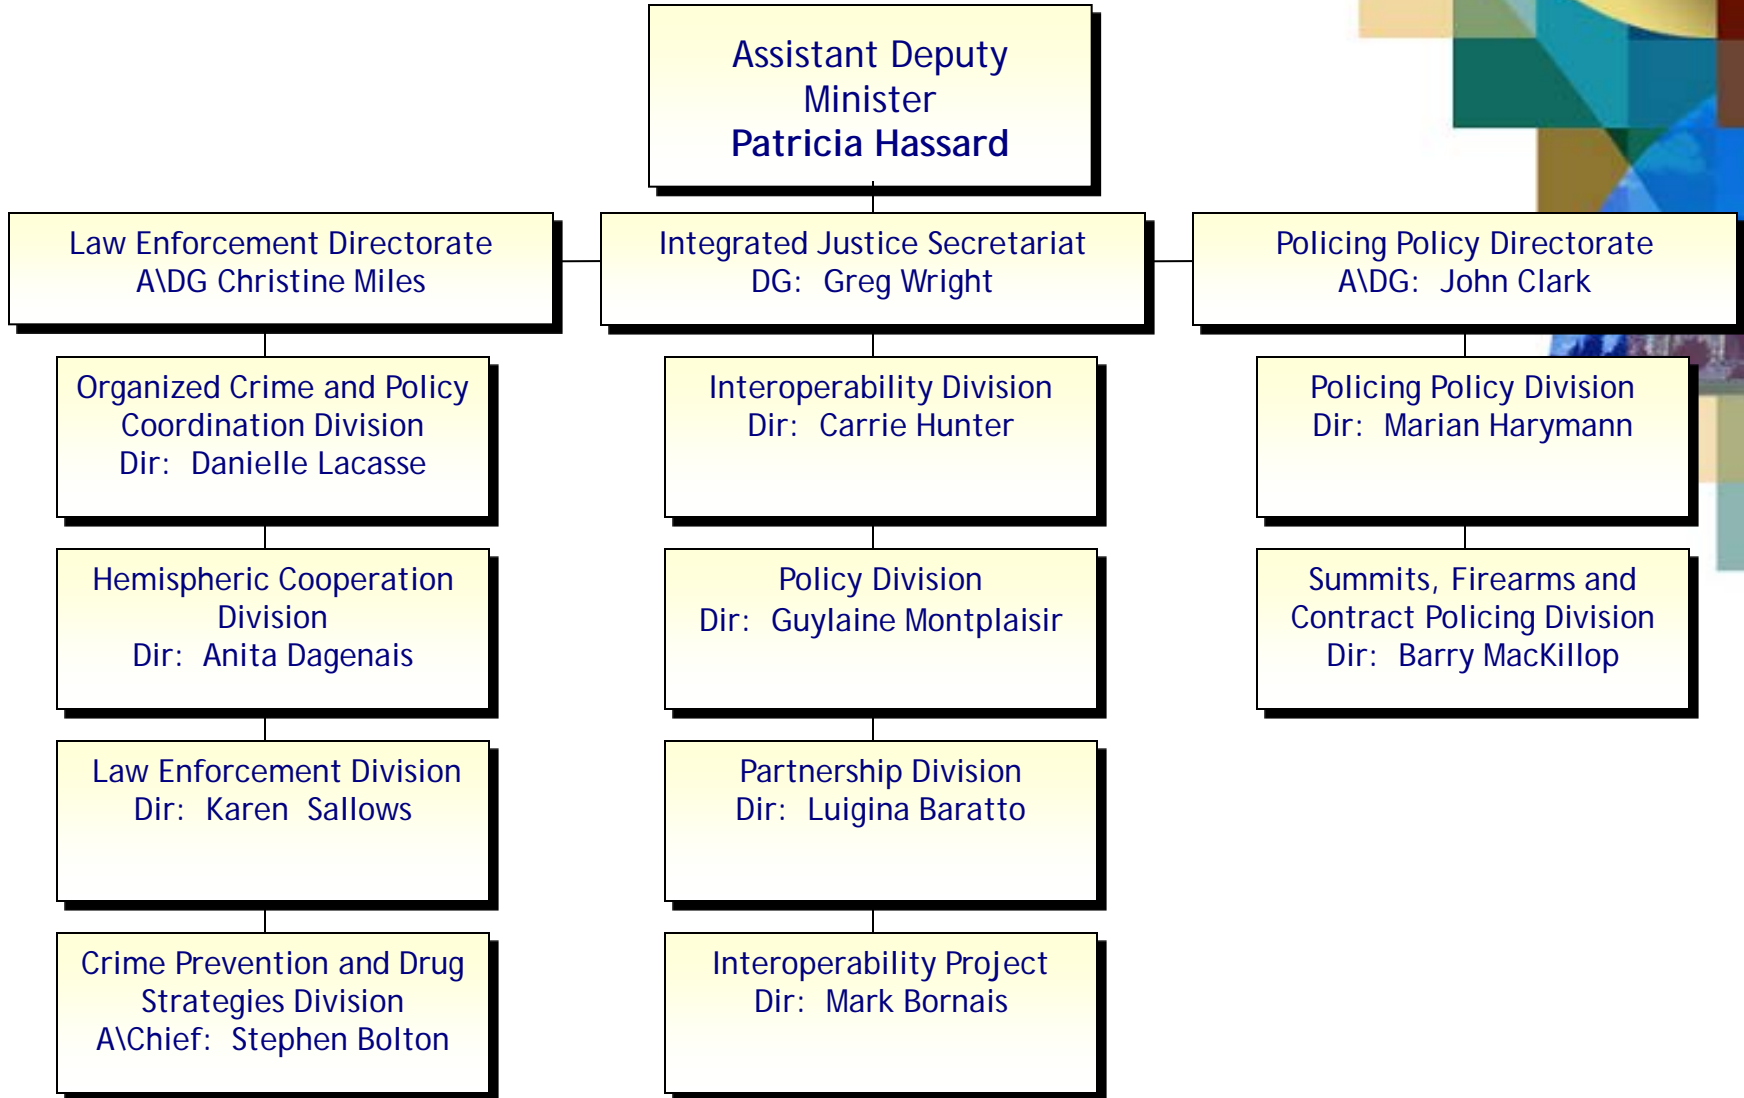 Assistant Deputy
Minister
Patricia Hassard
Law Enforcement Directorate
A\DG Christine Miles
Integrated Justice Secretariat
DG: Greg Wright
Policing Policy Directorate
A\DG: John Clark
Organized Crime and Policy
Coordination Division
Dir: Danielle Lacasse
Interoperability Division
Dir: Carrie Hunter
Policing Policy Division
Dir: Marian Harymann
Hemispheric Cooperation
Division
Dir: Anita Dagenais
Policy Division
Dir: Guylaine Montplaisir
Summits, Firearms and
Contract Policing Division
Dir: Barry MacKillop
Law Enforcement Division
Dir: Karen Sallows
Partnership Division
Dir: Luigina Baratto
Crime Prevention and Drug
Strategies Division
A\Chief: Stephen Bolton
Interoperability Project
Dir: Mark Bornais